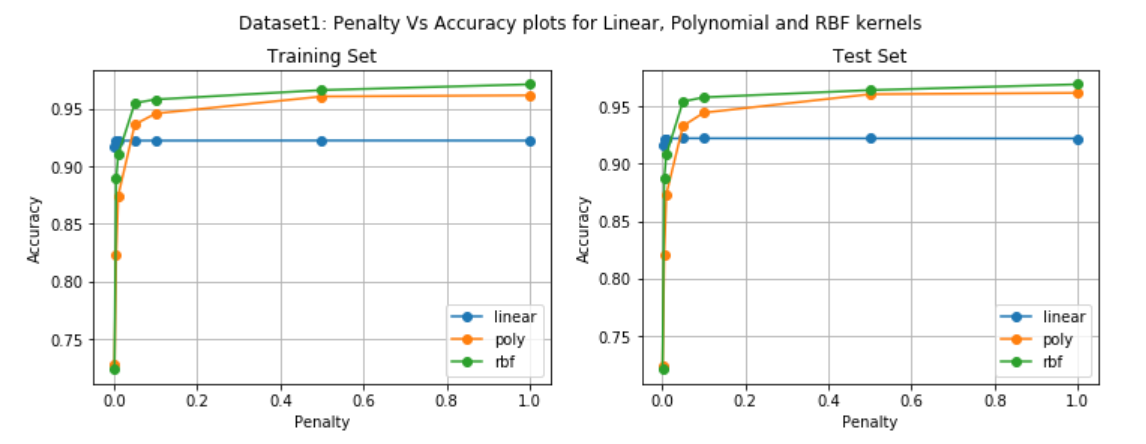 Dataset1: Penalty Vs Accuracy plots for Linear, Polynomial and RBF kernels
Training Set
Accuracy
0.95
0.90
0.85
0.80
0.75
0.0 0.2 0.4 0.6 0.8 1.0
Penalty
linear
poly
rbf
Test Set
Accuracy
0.95
0.90
0.85
0.80
0.75
0.0 0.2 0.4 0.6 0.8 1.0
Penalty
linear
poly
rbf